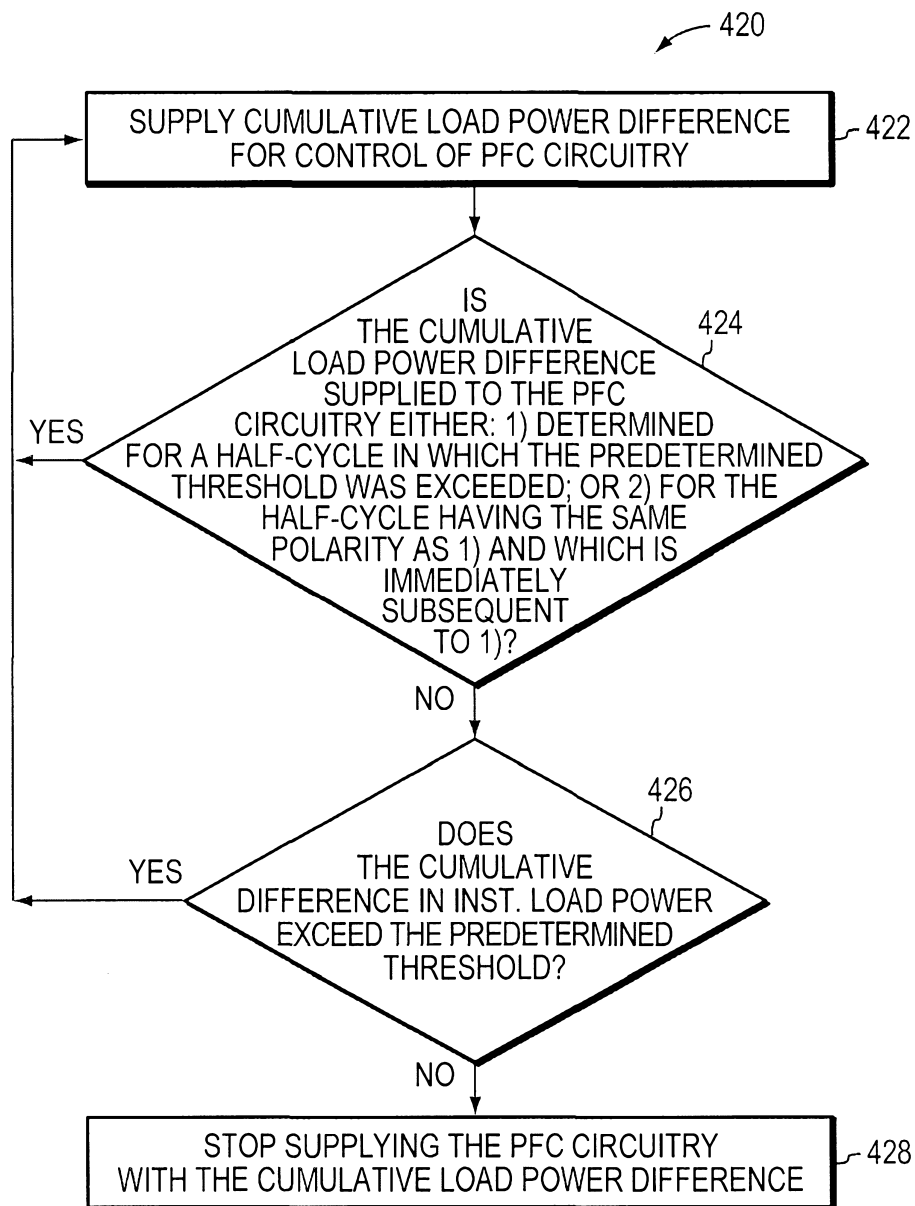 420
SUPPLY CUMULATIVE LOAD POWER DIFFERENCE
FOR CONTROL OF PFC CIRCUITRY
422
IS
THE CUMULATIVE
LOAD POWER DIFFERENCE
SUPPLIED TO THE PFC
CIRCUITRY EITHER: 1) DETERMINED
FOR A HALF-CYCLE IN WHICH THE PREDETERMINED
THRESHOLD WAS EXCEEDED; OR 2) FOR THE
HALF-CYCLE HAVING THE SAME
POLARITY AS 1) AND WHICH IS
IMMEDIATELY
SUBSEQUENT
TO 1)?
424
YES
NO
DOES
THE CUMULATIVE
DIFFERENCE IN INST. LOAD POWER
EXCEED THE PREDETERMINED
THRESHOLD?
426
YES
NO
STOP SUPPLYING THE PFC CIRCUITRY
WITH THE CUMULATIVE LOAD POWER DIFFERENCE
428